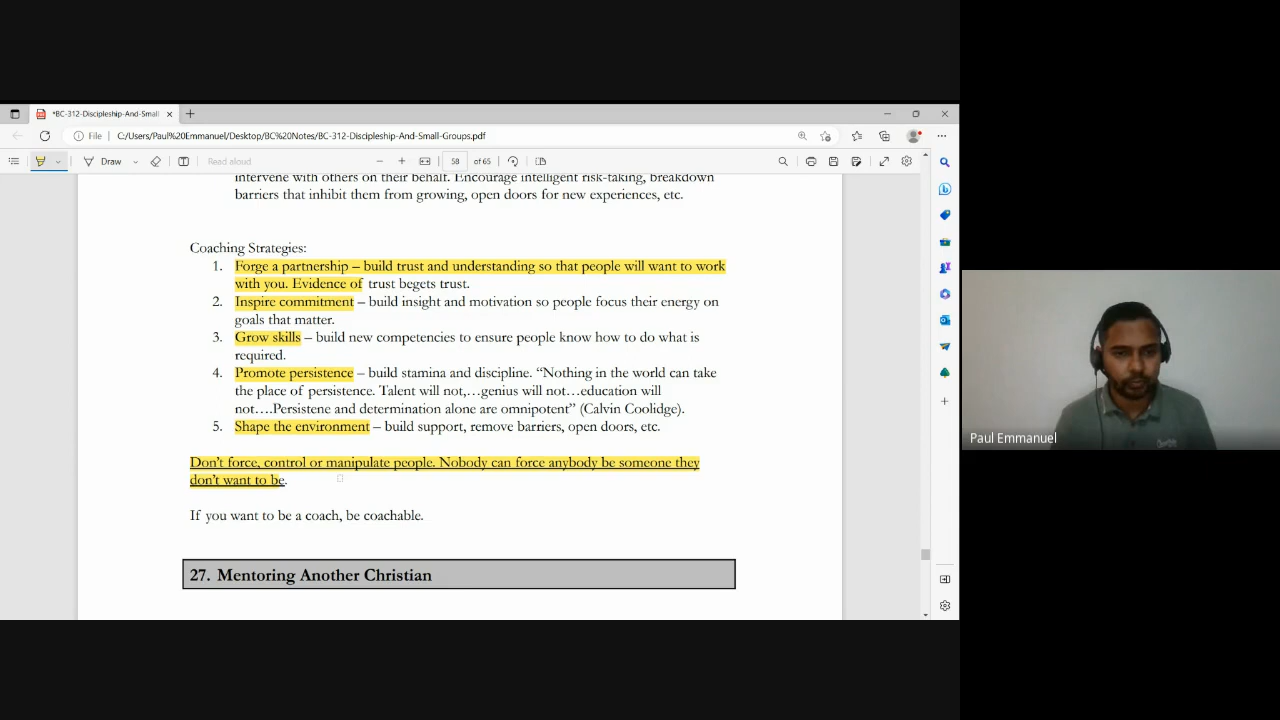 *BC-312-Discipleship-And-Small
File
C:/Users/Paul%20Emmanuel/Desktop/BC%20Notes/BC-312-Discipleship-And-Small-Groups.pdf
Draw
Read aloud
58 of 65
intervene with others on their behalf. Encourage intelligent risk-taking, breakdown
barriers that inhibit them from growing, open doors for new experiences, etc.
Coaching Strategies:
1. Forge a partnership – build trust and understanding so that people will want to work
with you. Evidence of trust begets trust.
2. Inspire commitment – build insight and motivation so people focus their energy on
goals that matter.
3. Grow skills – build new competencies to ensure people know how to do what is
required.
4. Promote persistence – build stamina and discipline. “Nothing in the world can take
the place of persistence. Talent will not,…genius will not…education will
not….Persistene and determination alone are omnipotent” (Calvin Coolidge).
5. Shape the environment – build support, remove barriers, open doors, etc.
Don’t force, control or manipulate people. Nobody can force anybody be someone they
don’t want to be.
If you want to be a coach, be coachable.
27. Mentoring Another Christian
Paul Emmanuel